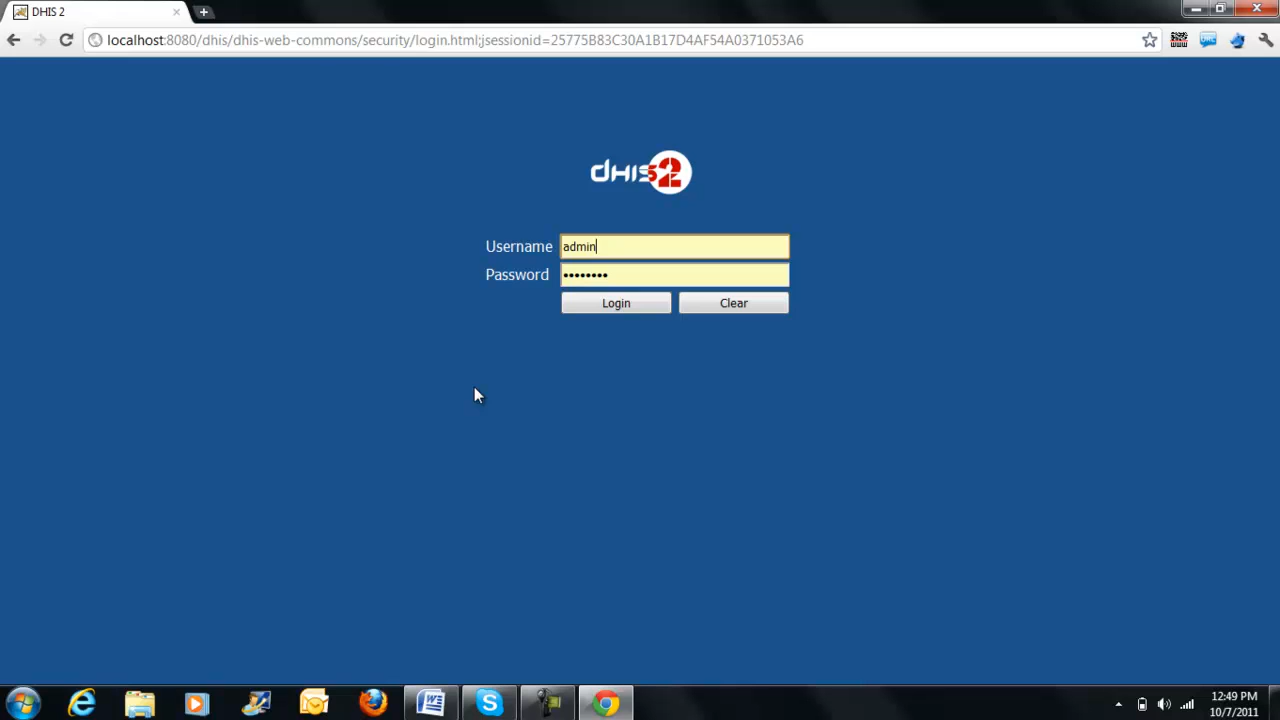 DHIS 2
localhost:8080/dhis/dhis-web-commons/security/login.html;jsessionid=25775B83C30A1B17D4AF54A0371053A6
dhis2
Username admin
Password ••••••••
Login Clear
12:49 PM
10/7/2011